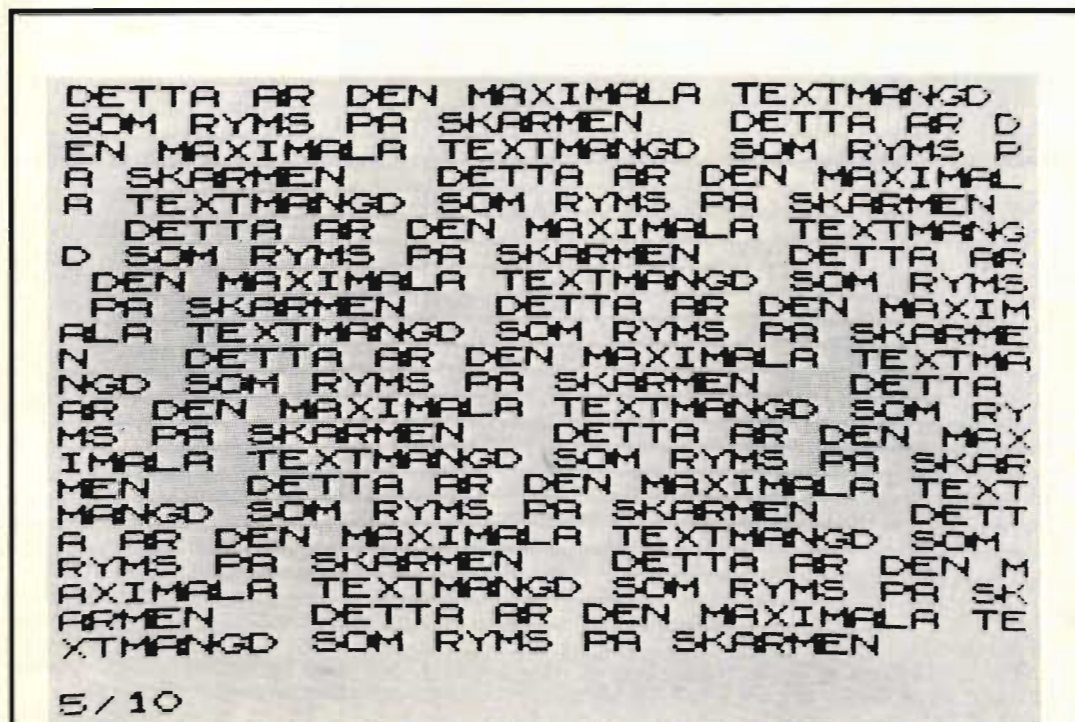 DETTA AR DEN MAXIMALA TEXTMANGD
SOM RYMS PA SKARMEN   DETTA AR D
EN MAXIMALA TEXTMANGD SOM RYMS P
A SKARMEN   DETTA AR DEN MAXIMAL
A TEXTMANGD SOM RYMS PA SKARMEN
  DETTA AR DEN MAXIMALA TEXTMANG
D SOM RYMS PA SKARMEN   DETTA AR
 DEN MAXIMALA TEXTMANGD SOM RYMS
 PA SKARMEN   DETTA AR DEN MAXIM
ALA TEXTMANGD SOM RYMS PA SKARME
N   DETTA AR DEN MAXIMALA TEXTMA
NGD SOM RYMS PA SKARMEN   DETTA
AR DEN MAXIMALA TEXTMANGD SOM RY
MS PA SKARMEN   DETTA AR DEN MAX
IMALA TEXTMANGD SOM RYMS PA SKAR
MEN   DETTA AR DEN MAXIMALA TEXT
MANGD SOM RYMS PA SKARMEN   DETT
A AR DEN MAXIMALA TEXTMANGD SOM
RYMS PA SKARMEN   DETTA AR DEN M
AXIMALA TEXTMANGD SOM RYMS PA SK
ARMEN   DETTA AR DEN MAXIMALA TE
XTMANGD SOM RYMS PA SKARMEN
5/10